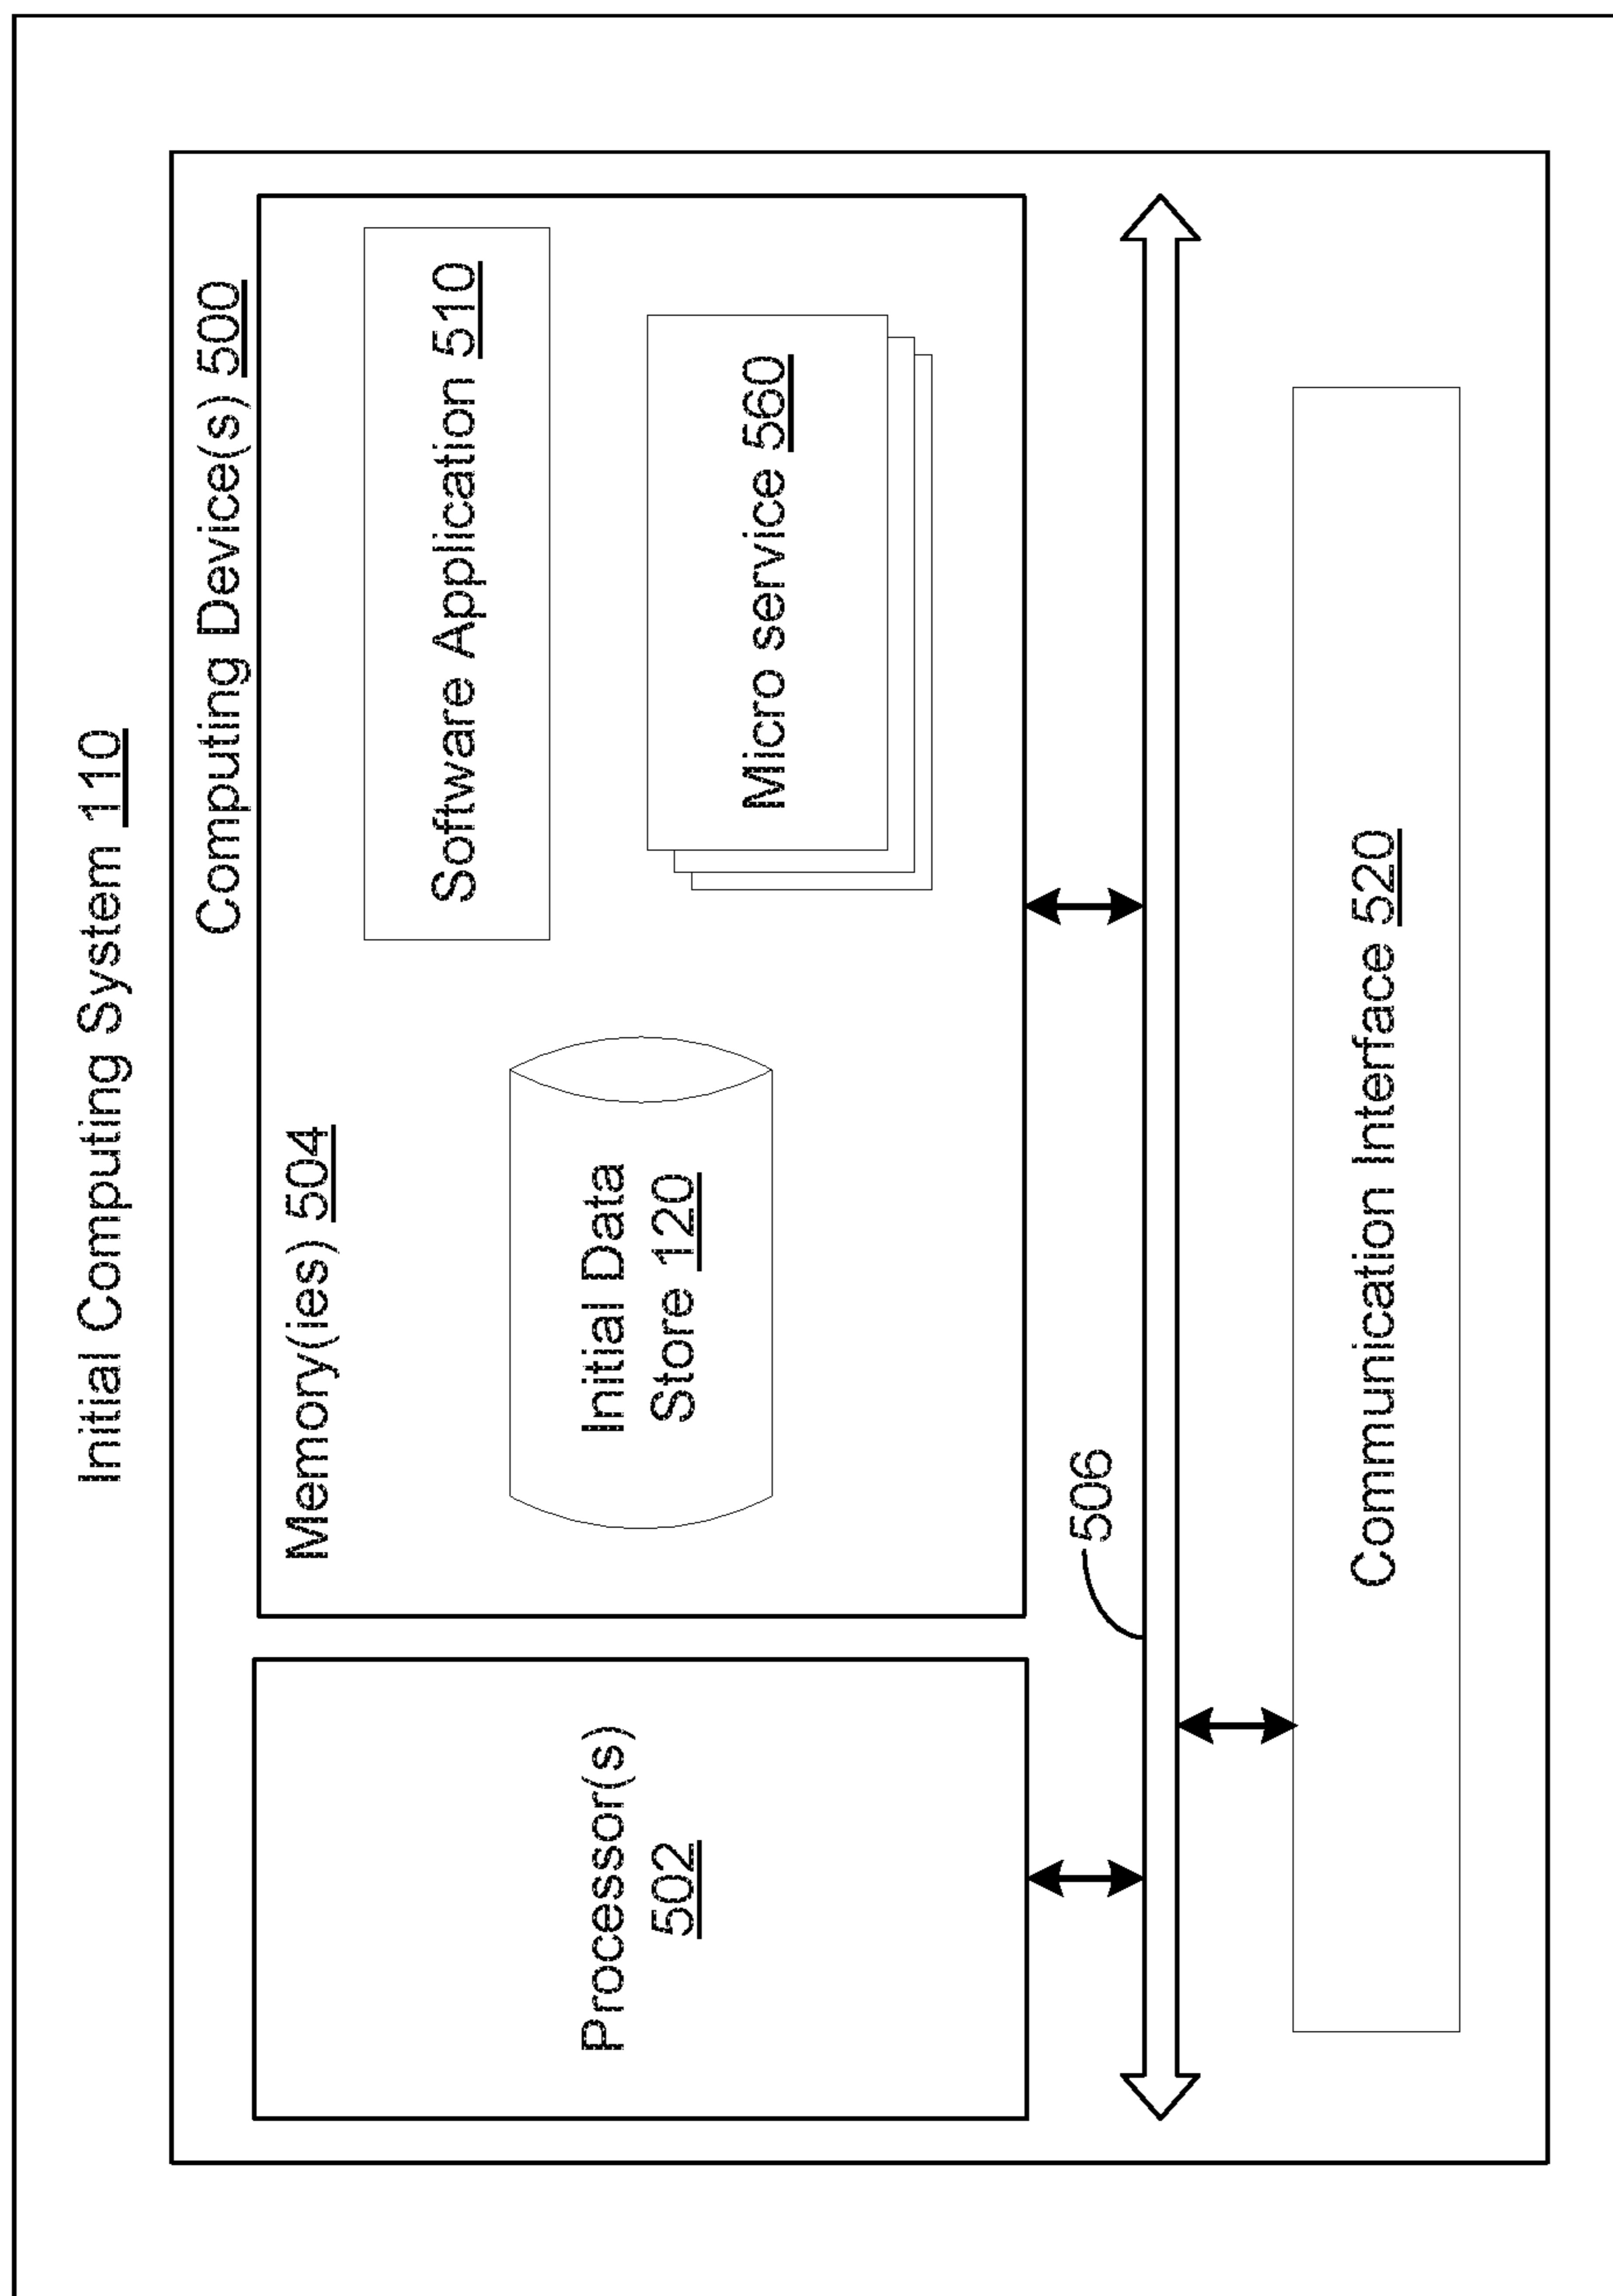 Initial Computing System 110
Computing Device(s) 500
Processor(s)
502
Memory(ies) 504
Initial Data
Store 120
Software Application 510
Micro service 560
506
Communication Interface 520